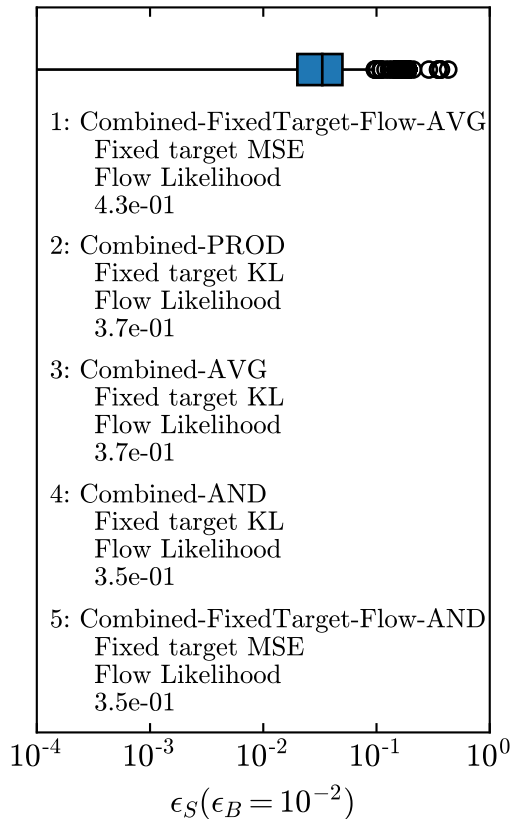 1: Combined-FixedTarget-Flow-AVG
Fixed target MSE
Flow Likelihood
4.3e-01
2: Combined-PROD
Fixed target KL
Flow Likelihood
3.7e-01
3: Combined-AVG
Fixed target KL
Flow Likelihood
3.7e-01
4: Combined-AND
Fixed target KL
Flow Likelihood
3.5e-01
5: Combined-FixedTarget-Flow-AND
Fixed target MSE
Flow Likelihood
3.5e-01
10⁻⁴ 10⁻³ 10⁻² 10⁻¹ 10⁰
ϵ_S(ϵ_B = 10⁻²)